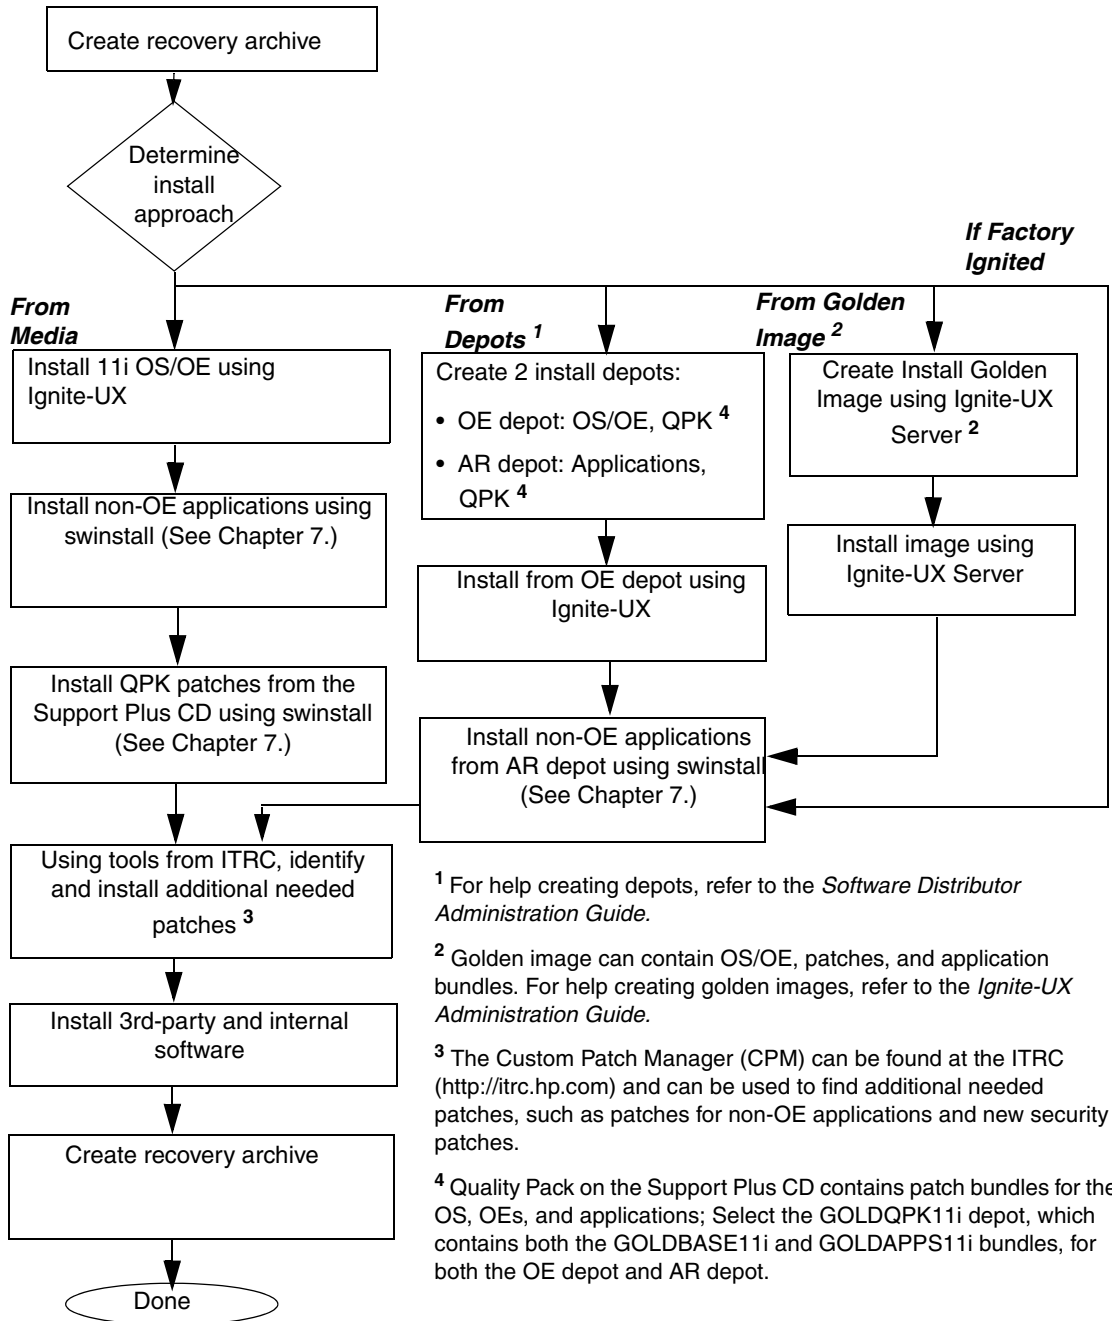 Create recovery archive
Determine
install
approach
If Factory
Ignited
From
Media
From
Depots 1
From Golden
Image 2
Install 11i OS/OE using
Ignite-UX
Create 2 install depots:
• OE depot: OS/OE, QPK 4
• AR depot: Applications,
QPK 4
Create Install Golden
Image using Ignite-UX
Server 2
Install non-OE applications using
swinstall (See Chapter 7.)
Install from OE depot using
Ignite-UX
Install image using
Ignite-UX Server
Install QPK patches from the
Support Plus CD using swinstall
(See Chapter 7.)
Install non-OE applications
from AR depot using swinstall
(See Chapter 7.)
Using tools from ITRC, identify
and install additional needed
patches 3
Install 3rd-party and internal
software
Create recovery archive
Done
1 For help creating depots, refer to the Software Distributor
Administration Guide.
2 Golden image can contain OS/OE, patches, and application
bundles. For help creating golden images, refer to the Ignite-UX
Administration Guide.
3 The Custom Patch Manager (CPM) can be found at the ITRC
(http://itrc.hp.com) and can be used to find additional needed
patches, such as patches for non-OE applications and new security
patches.
4 Quality Pack on the Support Plus CD contains patch bundles for the
OS, OEs, and applications; Select the GOLDQPK11i depot, which
contains both the GOLDBASE11i and GOLDAPPS11i bundles, for
both the OE depot and AR depot.